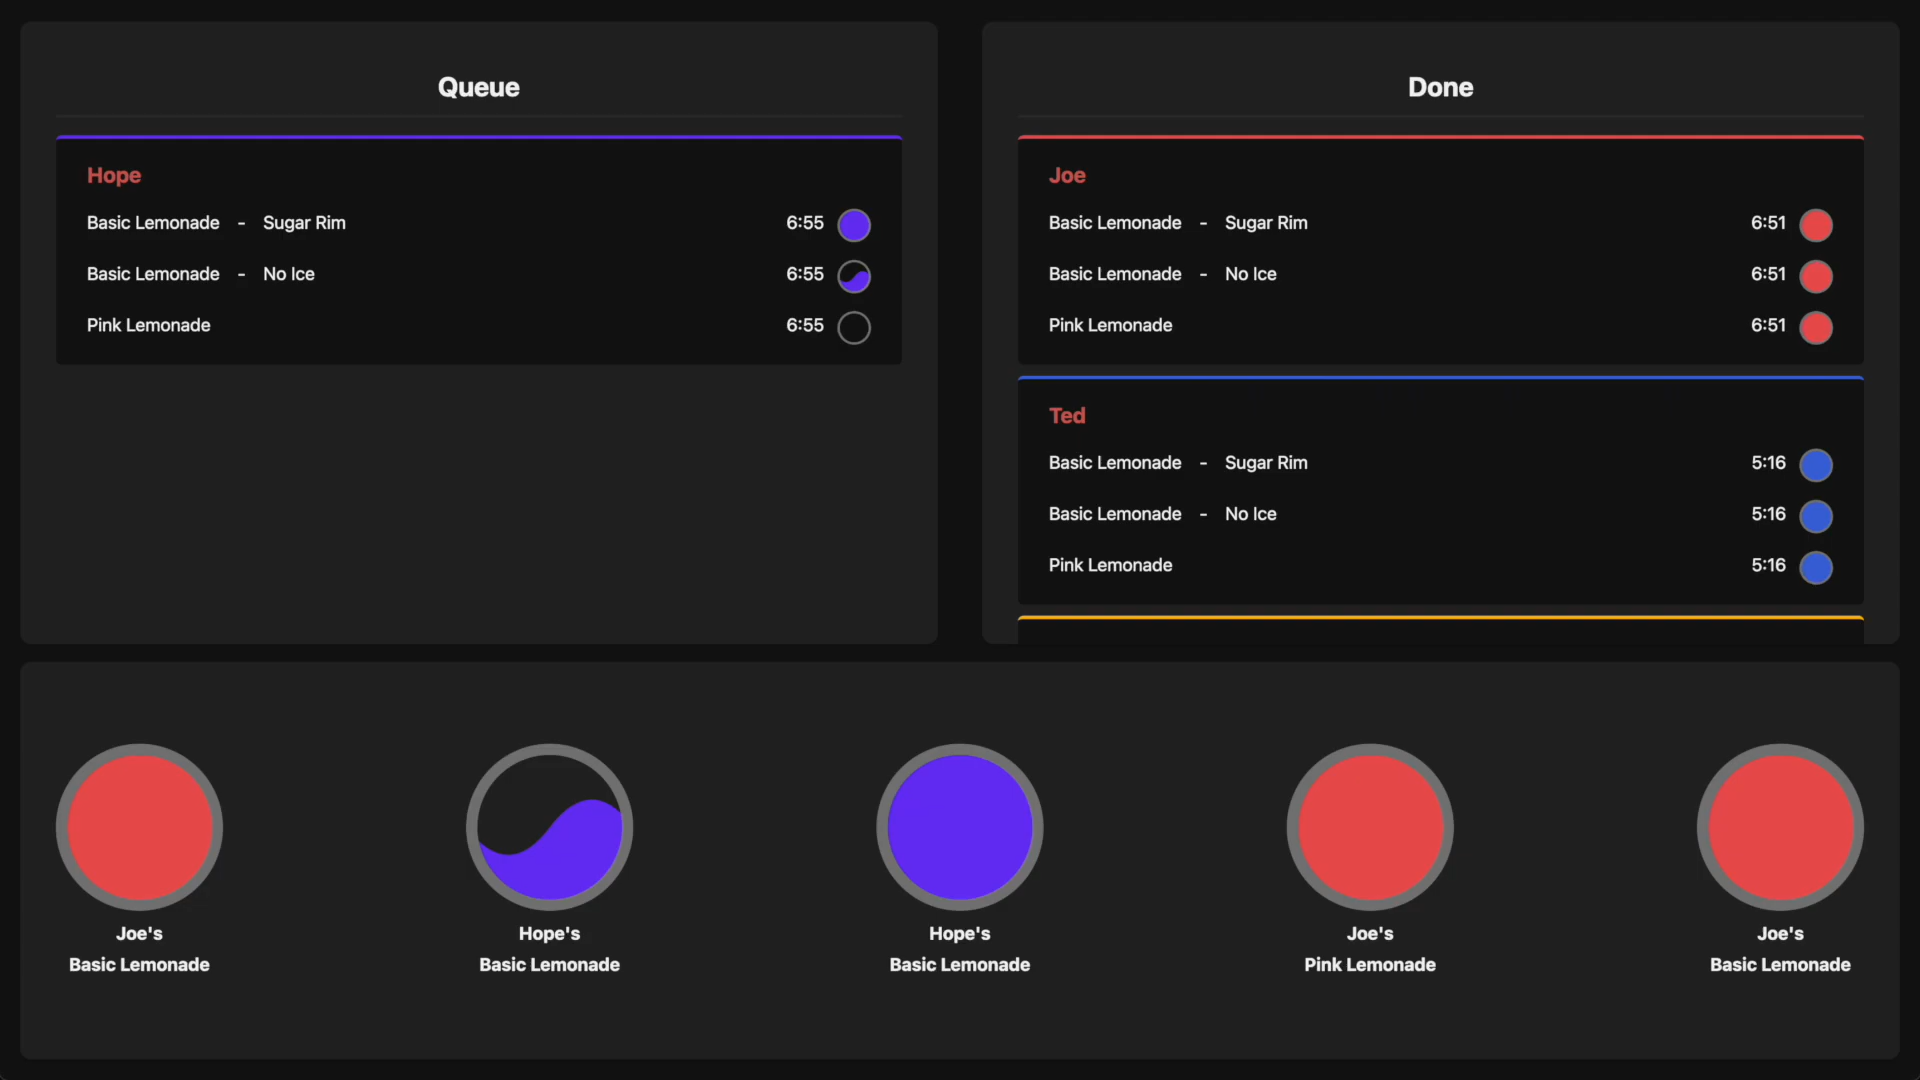 Queue
Hope
Basic Lemonade - Sugar Rim 6:55
Basic Lemonade - No Ice 6:55
Pink Lemonade 6:55
Done
Joe
Basic Lemonade - Sugar Rim 6:51
Basic Lemonade - No Ice 6:51
Pink Lemonade 6:51
Ted
Basic Lemonade - Sugar Rim 5:16
Basic Lemonade - No Ice 5:16
Pink Lemonade 5:16
Joe's
Basic Lemonade
Hope's
Basic Lemonade
Hope's
Basic Lemonade
Joe's
Pink Lemonade
Joe's
Basic Lemonade